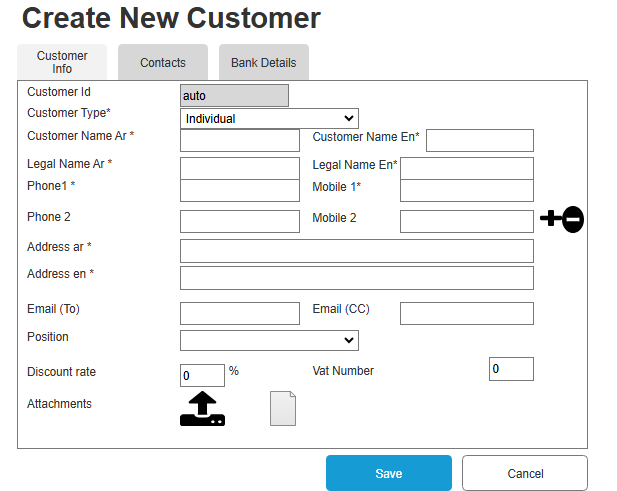 Create New Customer
Customer
Info
Contacts
Bank Details
Customer Id
auto
Customer Type*
Individual
Customer Name Ar *
Customer Name En*
Legal Name Ar *
Legal Name En*
Phone1 *
Mobile 1*
Phone 2
Mobile 2
Address ar *
Address en *
Email (To)
Email (CC)
Position
Discount rate
0
%
Vat Number
0
Attachments
Save
Cancel